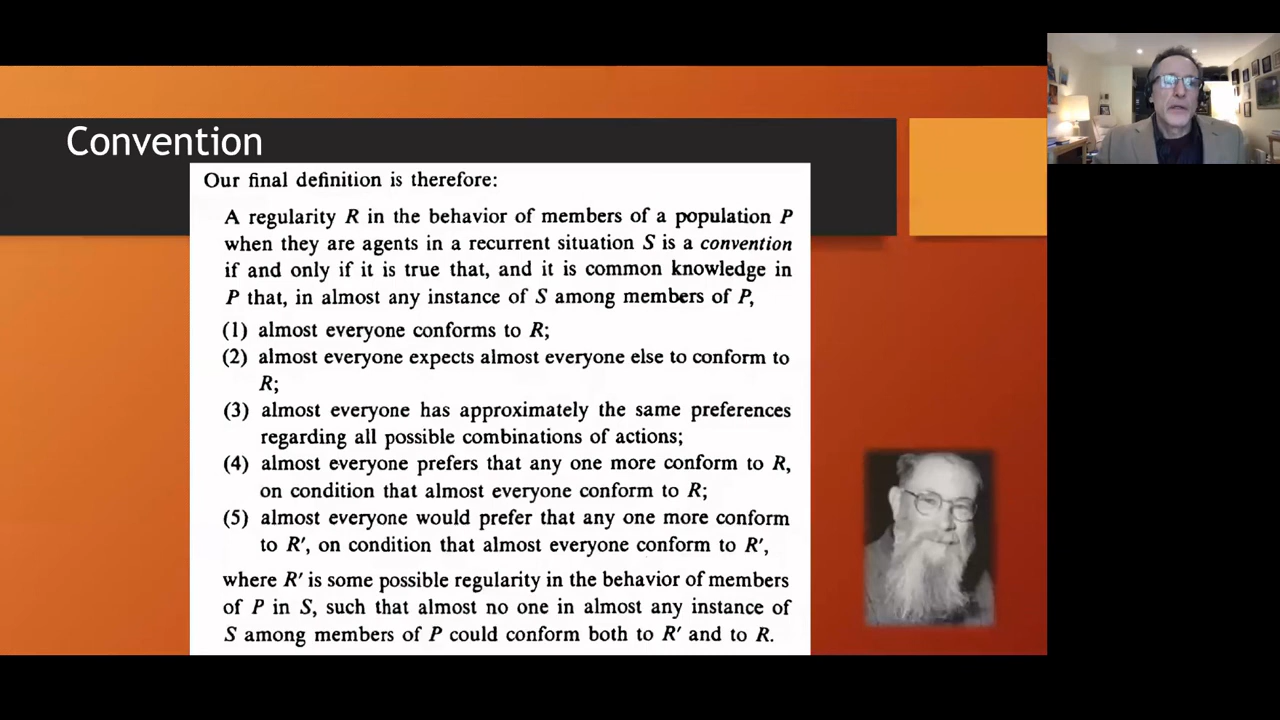 Convention
Our final definition is therefore:
A regularity R in the behavior of members of a population P
when they are agents in a recurrent situation S is a convention
if and only if it is true that, and it is common knowledge in
P that, in almost any instance of S among members of P,
(1) almost everyone conforms to R;
(2) almost everyone expects almost everyone else to conform to
R;
(3) almost everyone has approximately the same preferences
regarding all possible combinations of actions;
(4) almost everyone prefers that any one more conform to R,
on condition that almost everyone conform to R;
(5) almost everyone would prefer that any one more conform
to R′, on condition that almost everyone conform to R′,
where R′ is some possible regularity in the behavior of members
of P in S, such that almost no one in almost any instance of
S among members of P could conform both to R′ and to R.